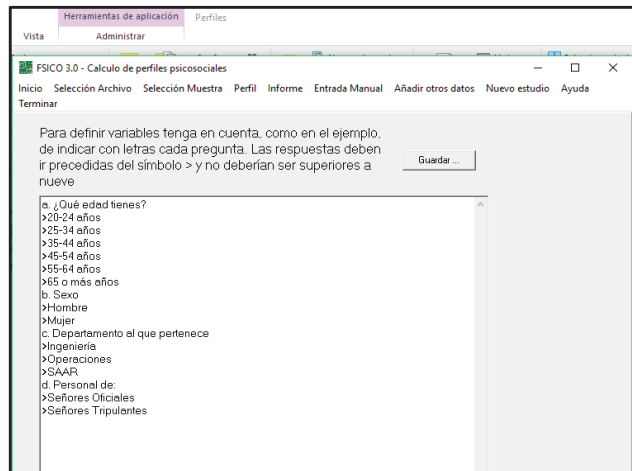 Herramientas de aplicación Perfiles
Vista Administrar
FSICO 3.0 - Calculo de perfiles psicosociales
Inicio Selección Archivo Selección Muestra Perfil Informe Entrada Manual Añadir otros datos Nuevo estudio Ayuda
Terminar
Para definir variables tenga en cuenta, como en el ejemplo,
de indicar con letras cada pregunta. Las respuestas deben
ir precedidas del símbolo > y no deberían ser superiores a
nueve
Guardar ...
a. ¿Qué edad tienes?
>20-24 años
>25-34 años
>35-44 años
>45-54 años
>55-64 años
>65 o más años
b. Sexo
>Hombre
>Mujer
c. Departamento al que pertenece
>Ingeniería
>Operaciones
>SAAR
d. Personal de:
>Señores Oficiales
>Señores Tripulantes